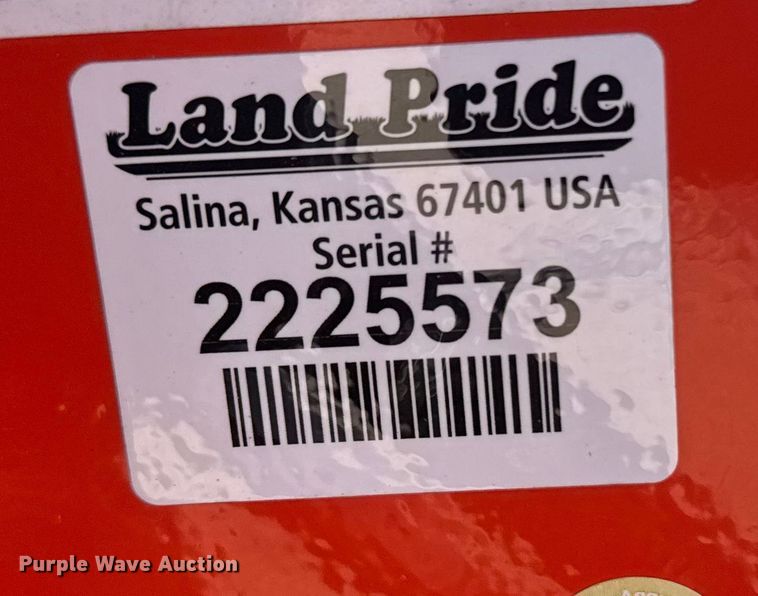 Land Pride
Salina, Kansas 67401 USA
Serial #
2225573
Purple Wave Auction